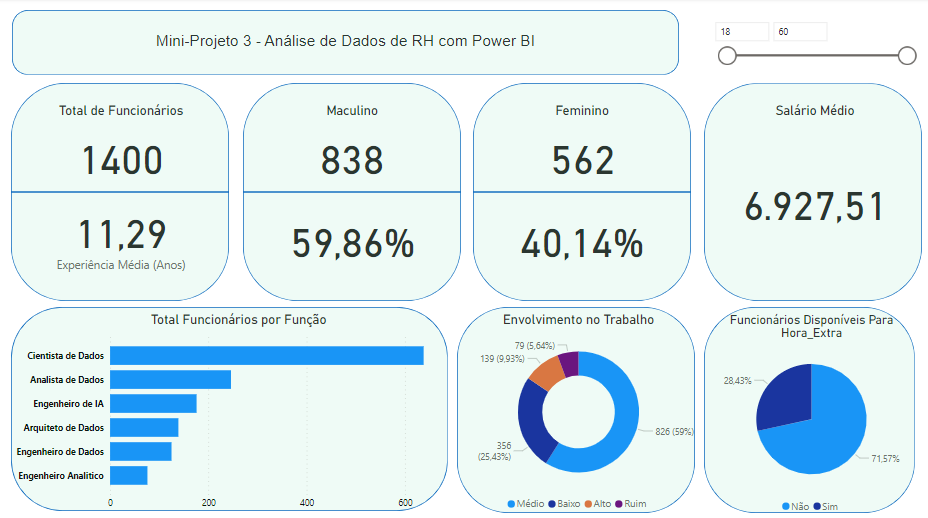 Mini-Projeto 3 - Análise de Dados de RH com Power BI
18
60
Total de Funcionários
1400
11,29
Experiência Média (Anos)
Maculino
838
59,86%
Feminino
562
40,14%
Salário Médio
6.927,51
Total Funcionários por Função
Cientista de Dados
Analista de Dados
Engenheiro de IA
Arquiteto de Dados
Engenheiro de Dados
Engenheiro Analitico
0
200
400
600
Envolvimento no Trabalho
79 (5,64%)
139 (9,93%)
356
(25,43%)
826 (59%)
Médio
Baixo
Alto
Ruim
Funcionários Disponíveis Para
Hora_Extra
28,43%
71,57%
Não
Sim